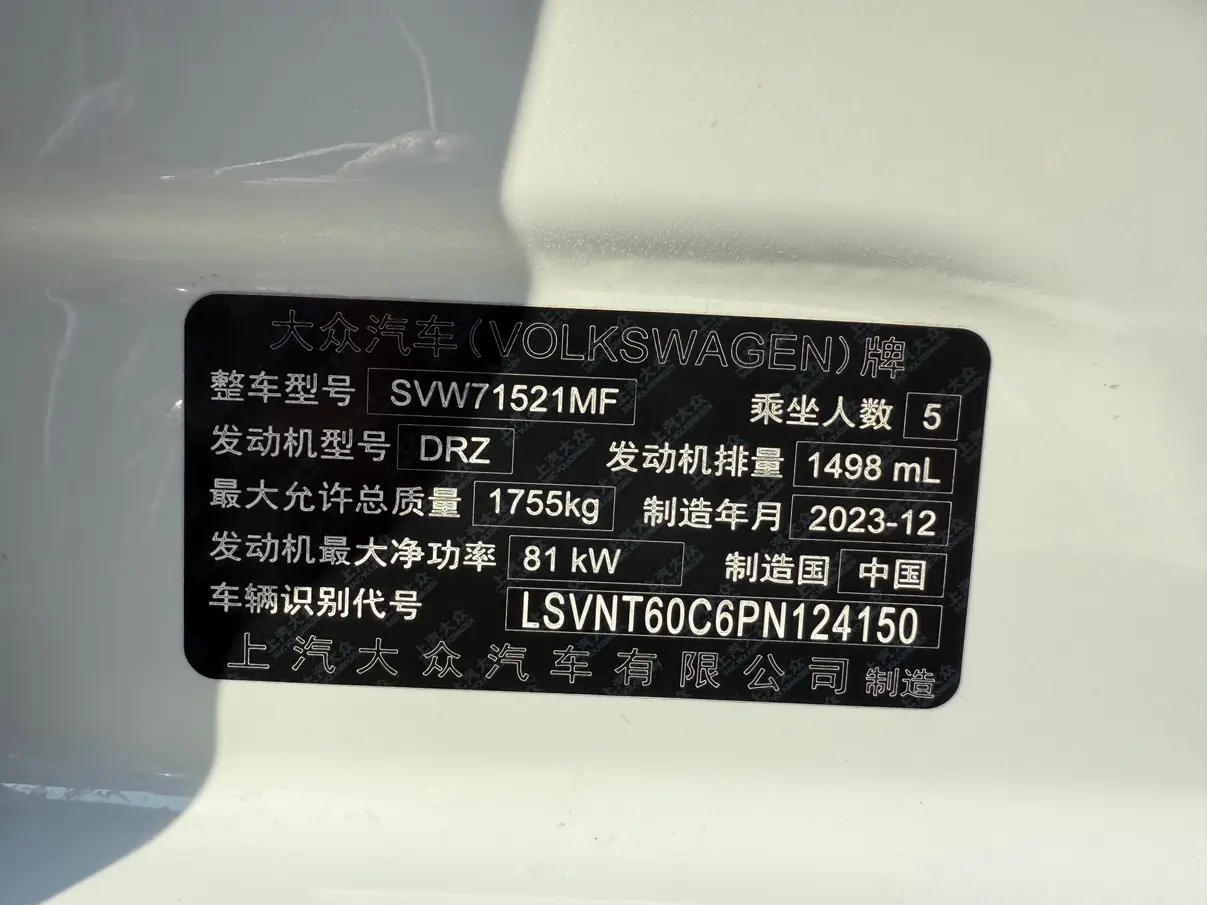 大众汽车(VOLKSWAGEN)牌
整车型号 SVW71521MF 乘坐人数 5
发动机型号 DRZ 发动机排量 1498 mL
最大允许总质量 1755kg 制造年月 2023-12
发动机最大净功率 81 kW 制造国 中国
车辆识别代号 LSVNT60C6PN124150
上汽大众汽车有限公司 制造